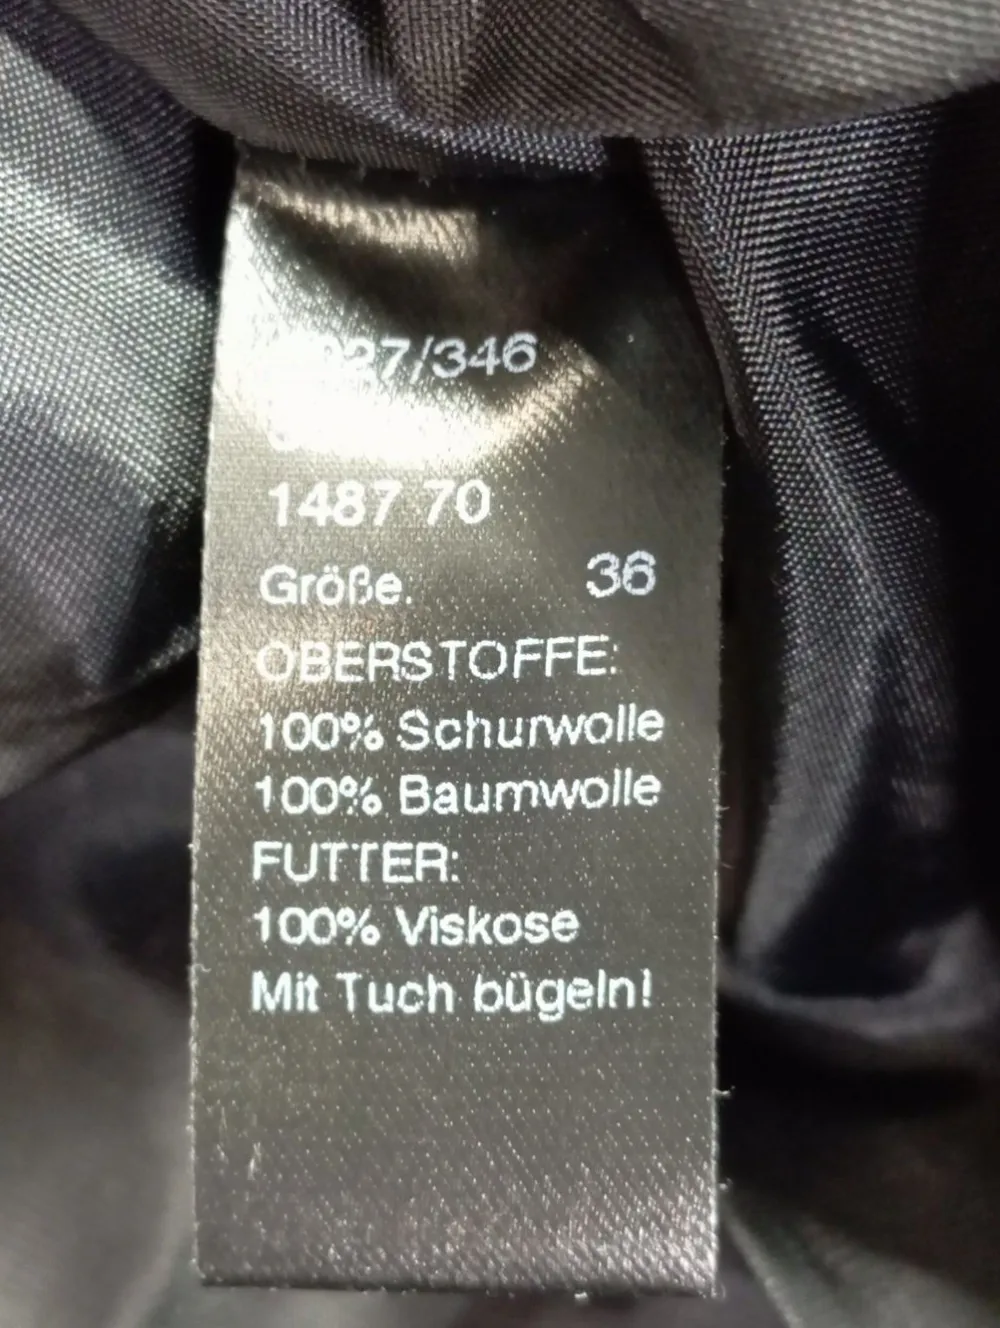 27/346
1487 70
Größe. 36
OBERSTOFFE:
100% Schurwolle
100% Baumwolle
FUTTER:
100% Viskose
Mit Tuch bügeln!